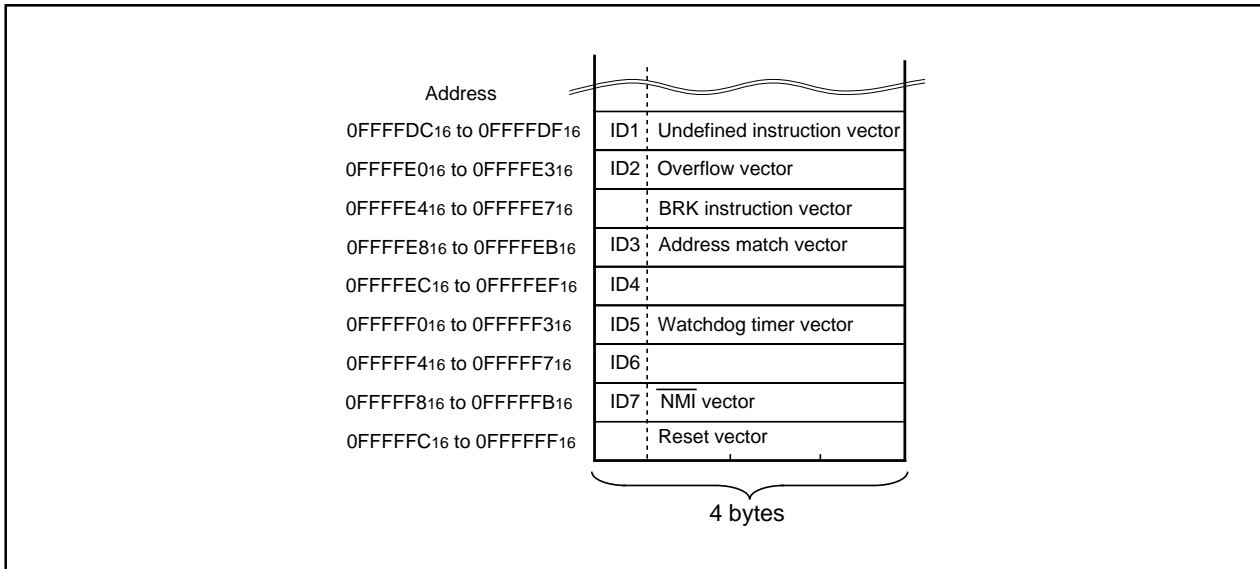 Address
0FFFFDC16 to 0FFFFDF16 ID1 Undefined instruction vector
0FFFFE016 to 0FFFFE316 ID2 Overflow vector
0FFFFE416 to 0FFFFE716 BRK instruction vector
0FFFFE816 to 0FFFFEB16 ID3 Address match vector
0FFFFEC16 to 0FFFFEF16 ID4
0FFFFF016 to 0FFFFF316 ID5 Watchdog timer vector
0FFFFF416 to 0FFFFF716 ID6
0FFFFF816 to 0FFFFFB16 ID7 N̅M̅I̅ vector
0FFFFFC16 to 0FFFFFF16 Reset vector
4 bytes